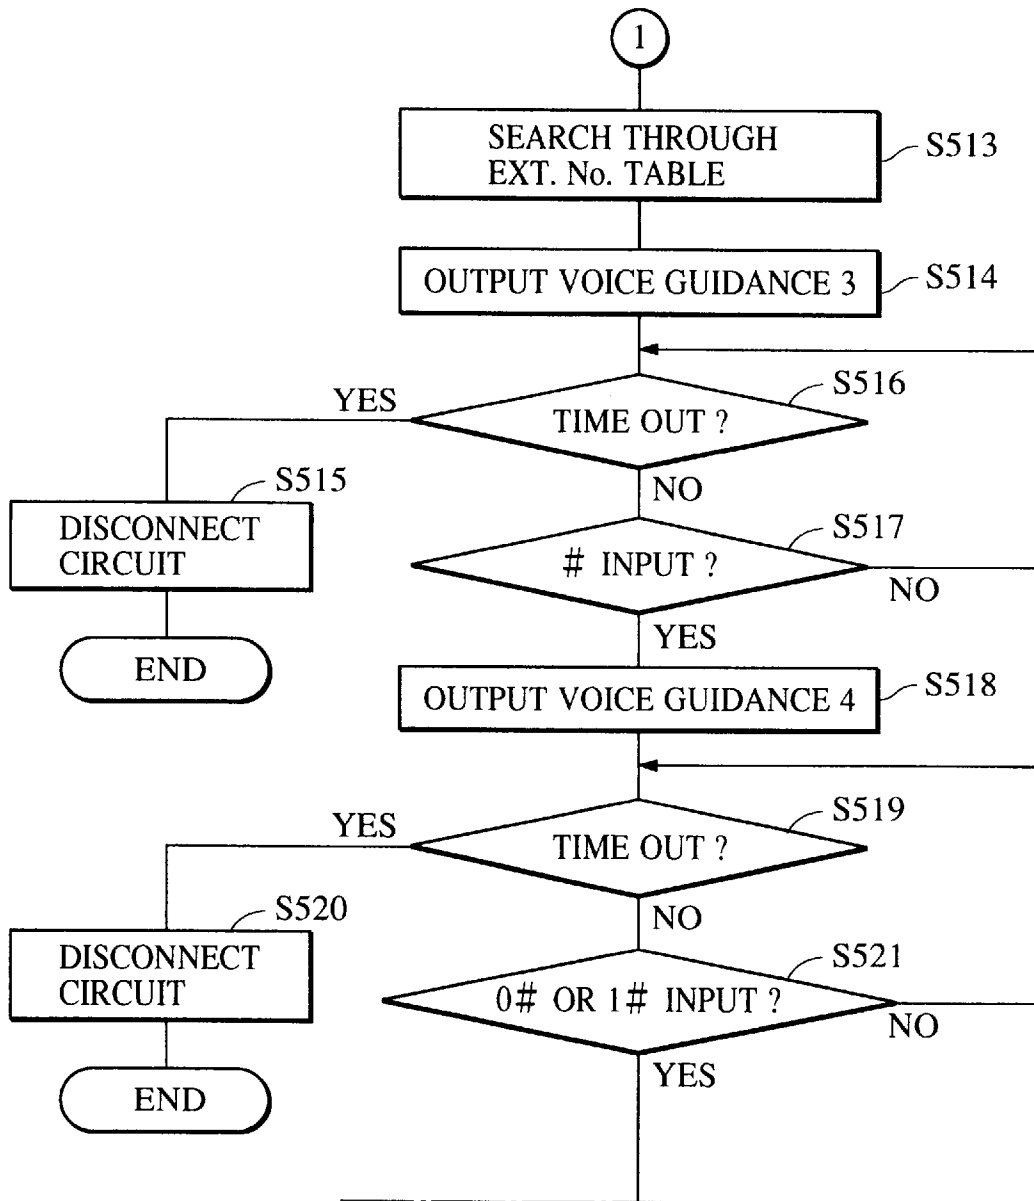 1
SEARCH THROUGH
EXT. No. TABLE
S513
OUTPUT VOICE GUIDANCE 3
S514
S516
YES
TIME OUT ?
S515
NO
DISCONNECT
CIRCUIT
S517
# INPUT ?
NO
YES
END
S518
OUTPUT VOICE GUIDANCE 4
S519
YES
TIME OUT ?
S520
NO
DISCONNECT
CIRCUIT
S521
0# OR 1# INPUT ?
NO
YES
END